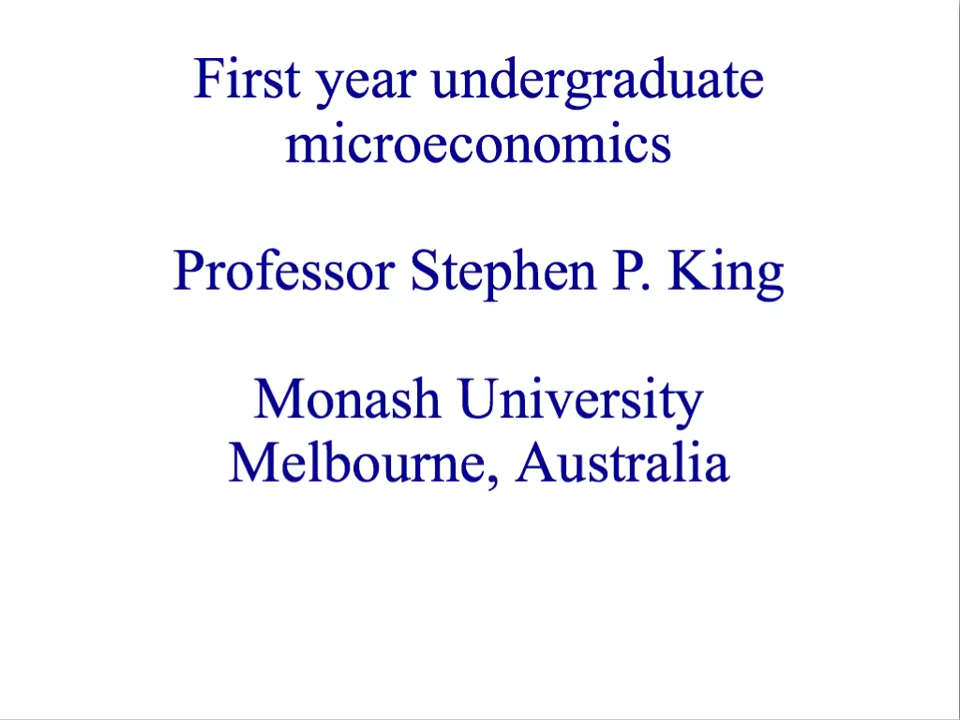 First year undergraduate
microeconomics
Professor Stephen P. King
Monash University
Melbourne, Australia